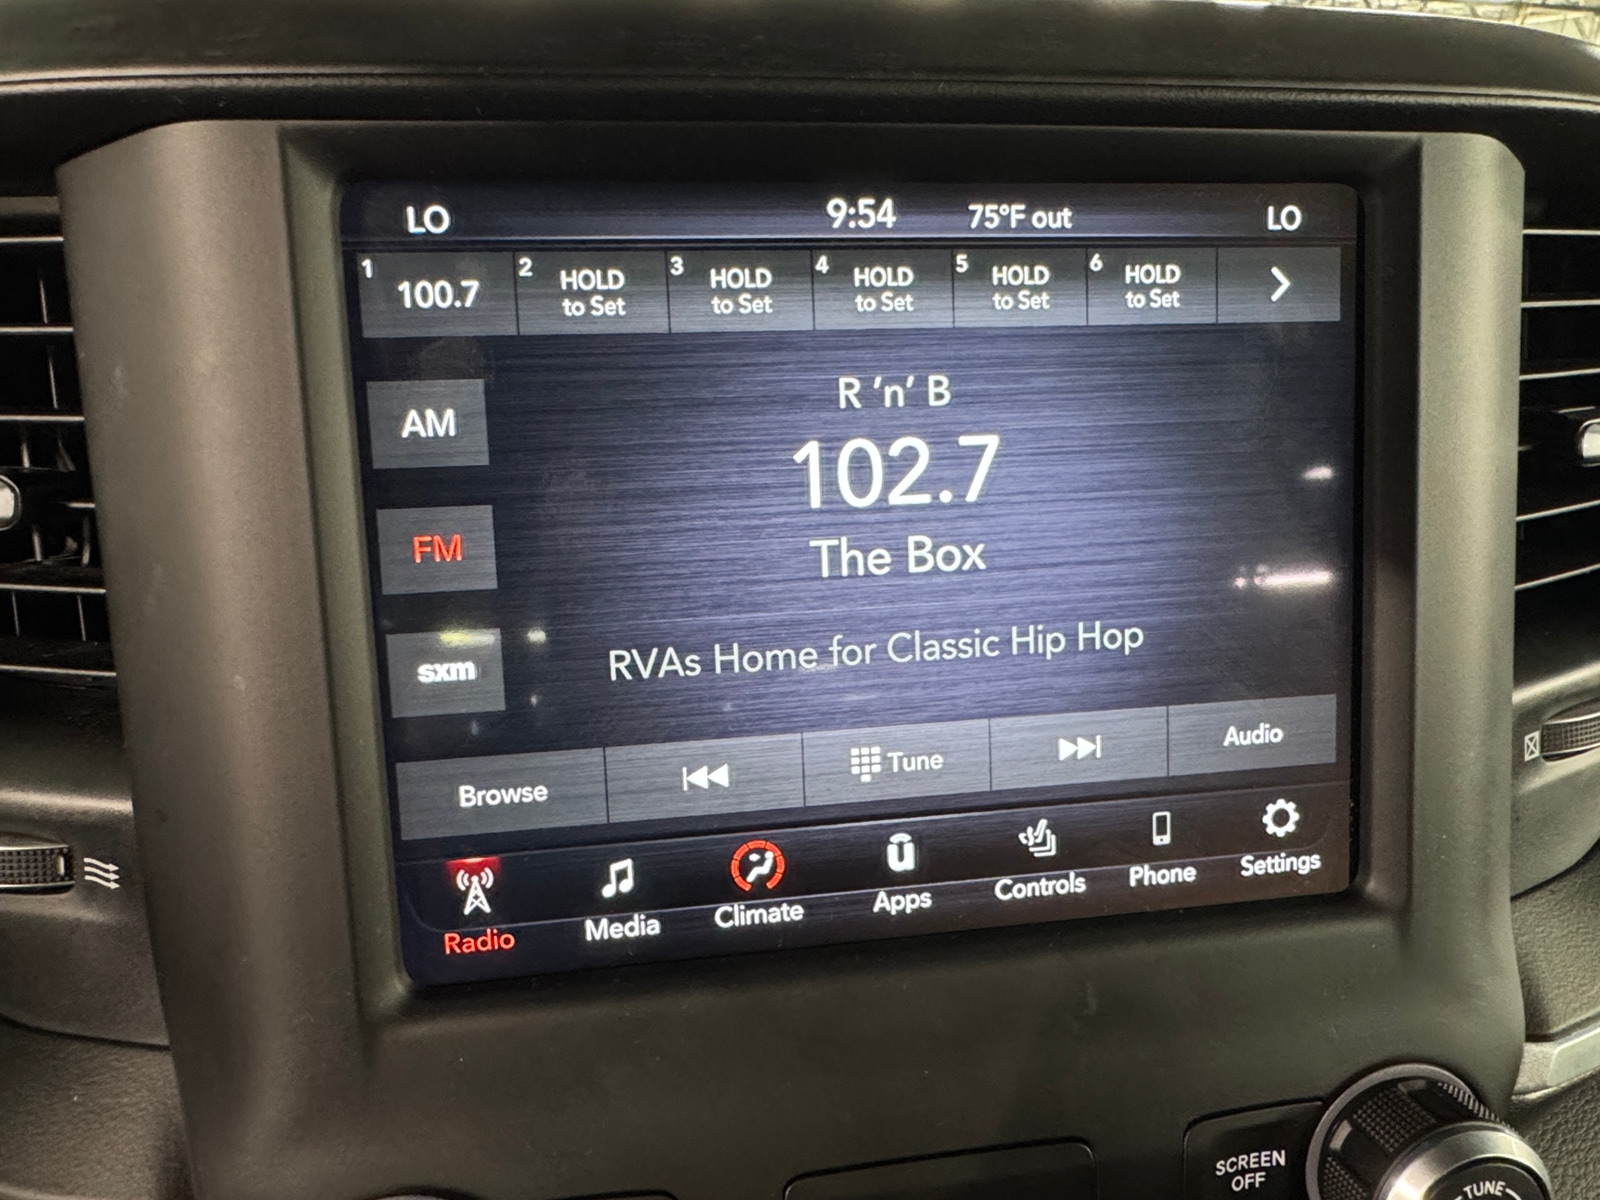 LO 9:54 75°F out LO
1 100.7
2 HOLD to Set
3 HOLD to Set
4 HOLD to Set
5 HOLD to Set
6 HOLD to Set
AM
FM
sxm
R 'n' B
102.7
The Box
RVAs Home for Classic Hip Hop
Browse Tune Audio
Radio Media Climate Apps Controls Phone Settings
SCREEN
OFF
TUNE